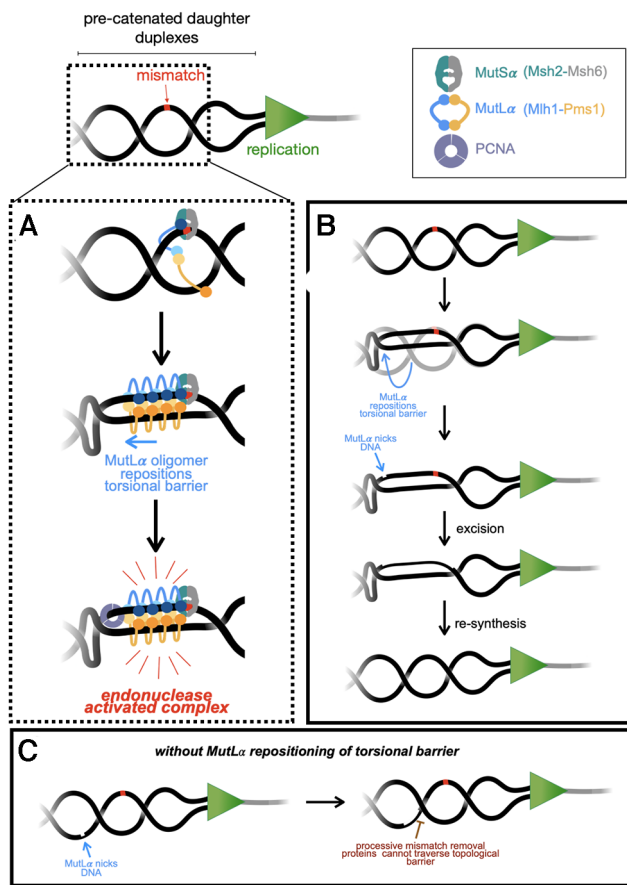 pre-catenated daughter
duplexes
mismatch
replication
MutSα (Msh2-Msh6)
MutLα (Mlh1-Pms1)
PCNA
A
MutLα oligomer
repositions
torsional barrier
endonuclease
activated complex
B
MutLα
repositions
torsional barrier
MutLα nicks
DNA
excision
re-synthesis
C
without MutLα repositioning of torsional barrier
MutLα nicks
DNA
processive mismatch removal
proteins cannot traverse topological
barrier